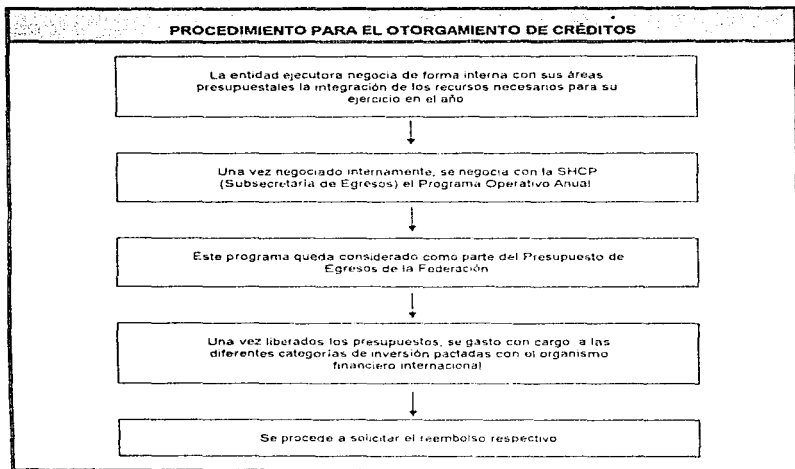 PROCEDIMIENTO PARA EL OTORGAMIENTO DE CRÉDITOS
La entidad ejecutora negocia de forma interna con sus áreas
presupuestales la integración de los recursos necesarios para su
ejercicio en el año
Una vez negociado internamente, se negocia con la SHCP
(Subsecretaría de Egresos) el Programa Operativo Anual
Este programa queda considerado como parte del Presupuesto de
Egresos de la Federación
Una vez liberados los presupuestos, se gasto con cargo a las
diferentes categorías de inversión pactadas con el organismo
financiero internacional
Se procede a solicitar el reembolso respectivo